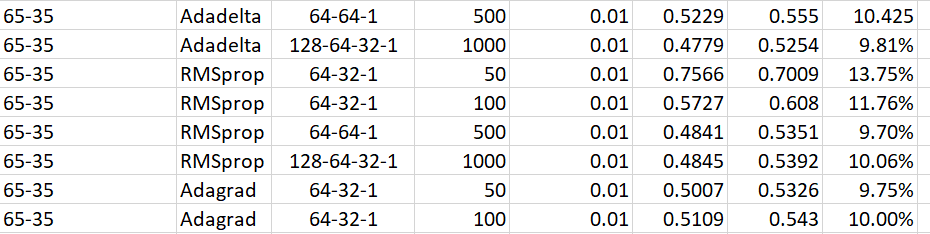 65-35 Adadelta 64-64-1 500 0.01 0.5229 0.555 10.425
65-35 Adadelta 128-64-32-1 1000 0.01 0.4779 0.5254 9.81%
65-35 RMSprop 64-32-1 50 0.01 0.7566 0.7009 13.75%
65-35 RMSprop 64-32-1 100 0.01 0.5727 0.608 11.76%
65-35 RMSprop 64-64-1 500 0.01 0.4841 0.5351 9.70%
65-35 RMSprop 128-64-32-1 1000 0.01 0.4845 0.5392 10.06%
65-35 Adagrad 64-32-1 50 0.01 0.5007 0.5326 9.75%
65-35 Adagrad 64-32-1 100 0.01 0.5109 0.543 10.00%